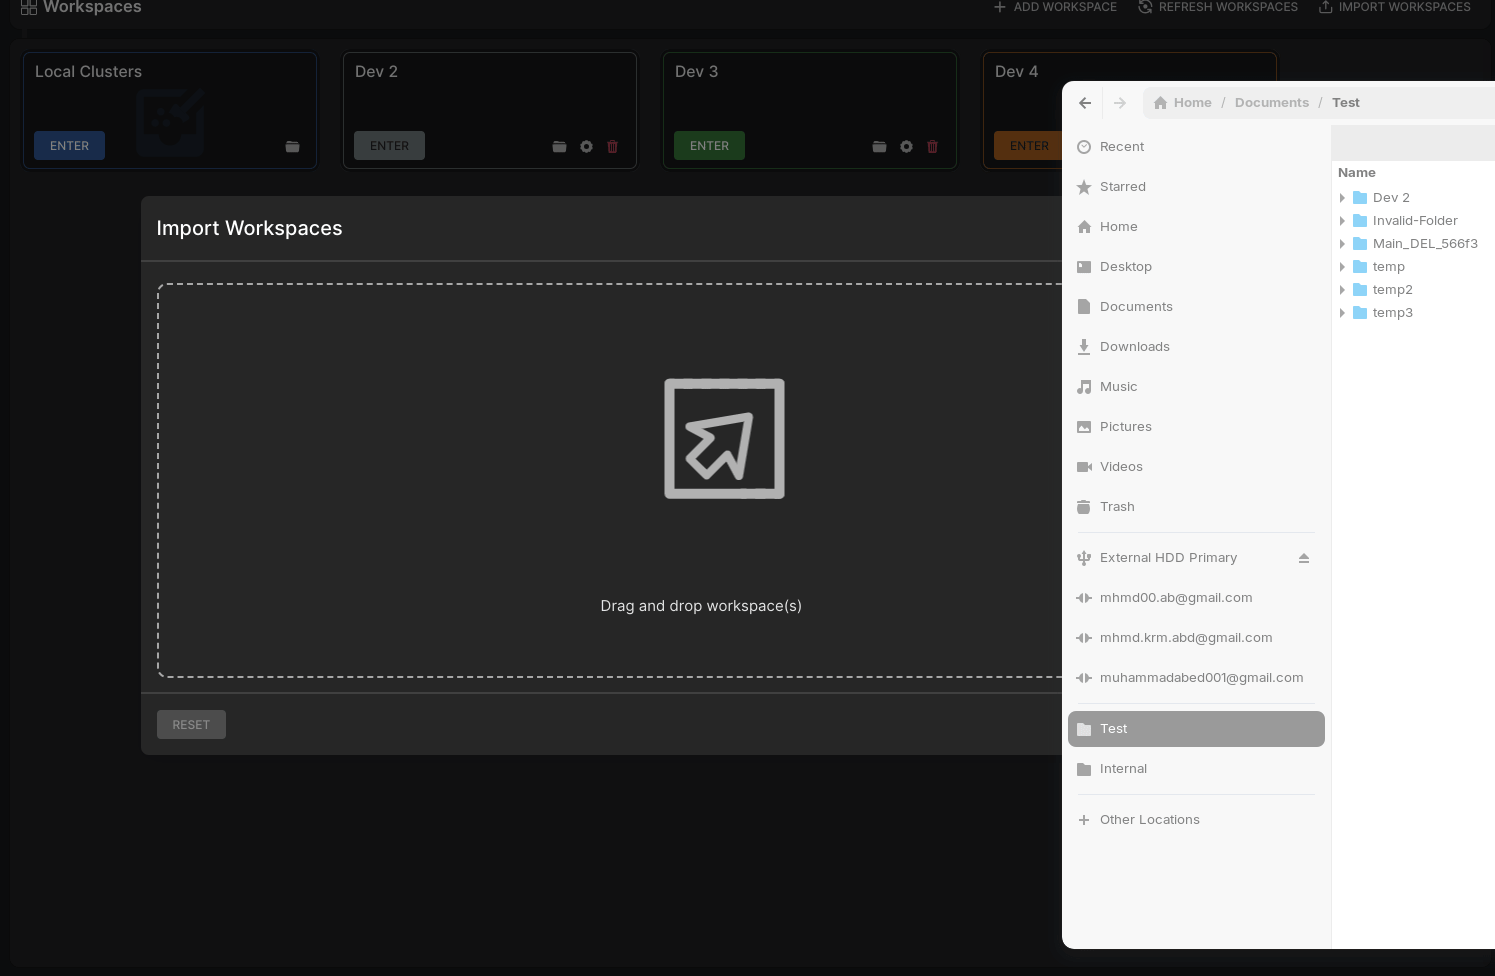 Workspaces
ADD WORKSPACE
REFRESH WORKSPACES
IMPORT WORKSPACES
Local Clusters
ENTER
Dev 2
ENTER
Dev 3
ENTER
Dev 4
ENTER
Import Workspaces
Drag and drop workspace(s)
RESET
Home / Documents / Test
Recent
Starred
Home
Desktop
Documents
Downloads
Music
Pictures
Videos
Trash
External HDD Primary
mhmd00.ab@gmail.com
mhmd.krm.abd@gmail.com
muhammadabed001@gmail.com
Test
Internal
Other Locations
Name
Dev 2
Invalid-Folder
Main_DEL_566f3
temp
temp2
temp3